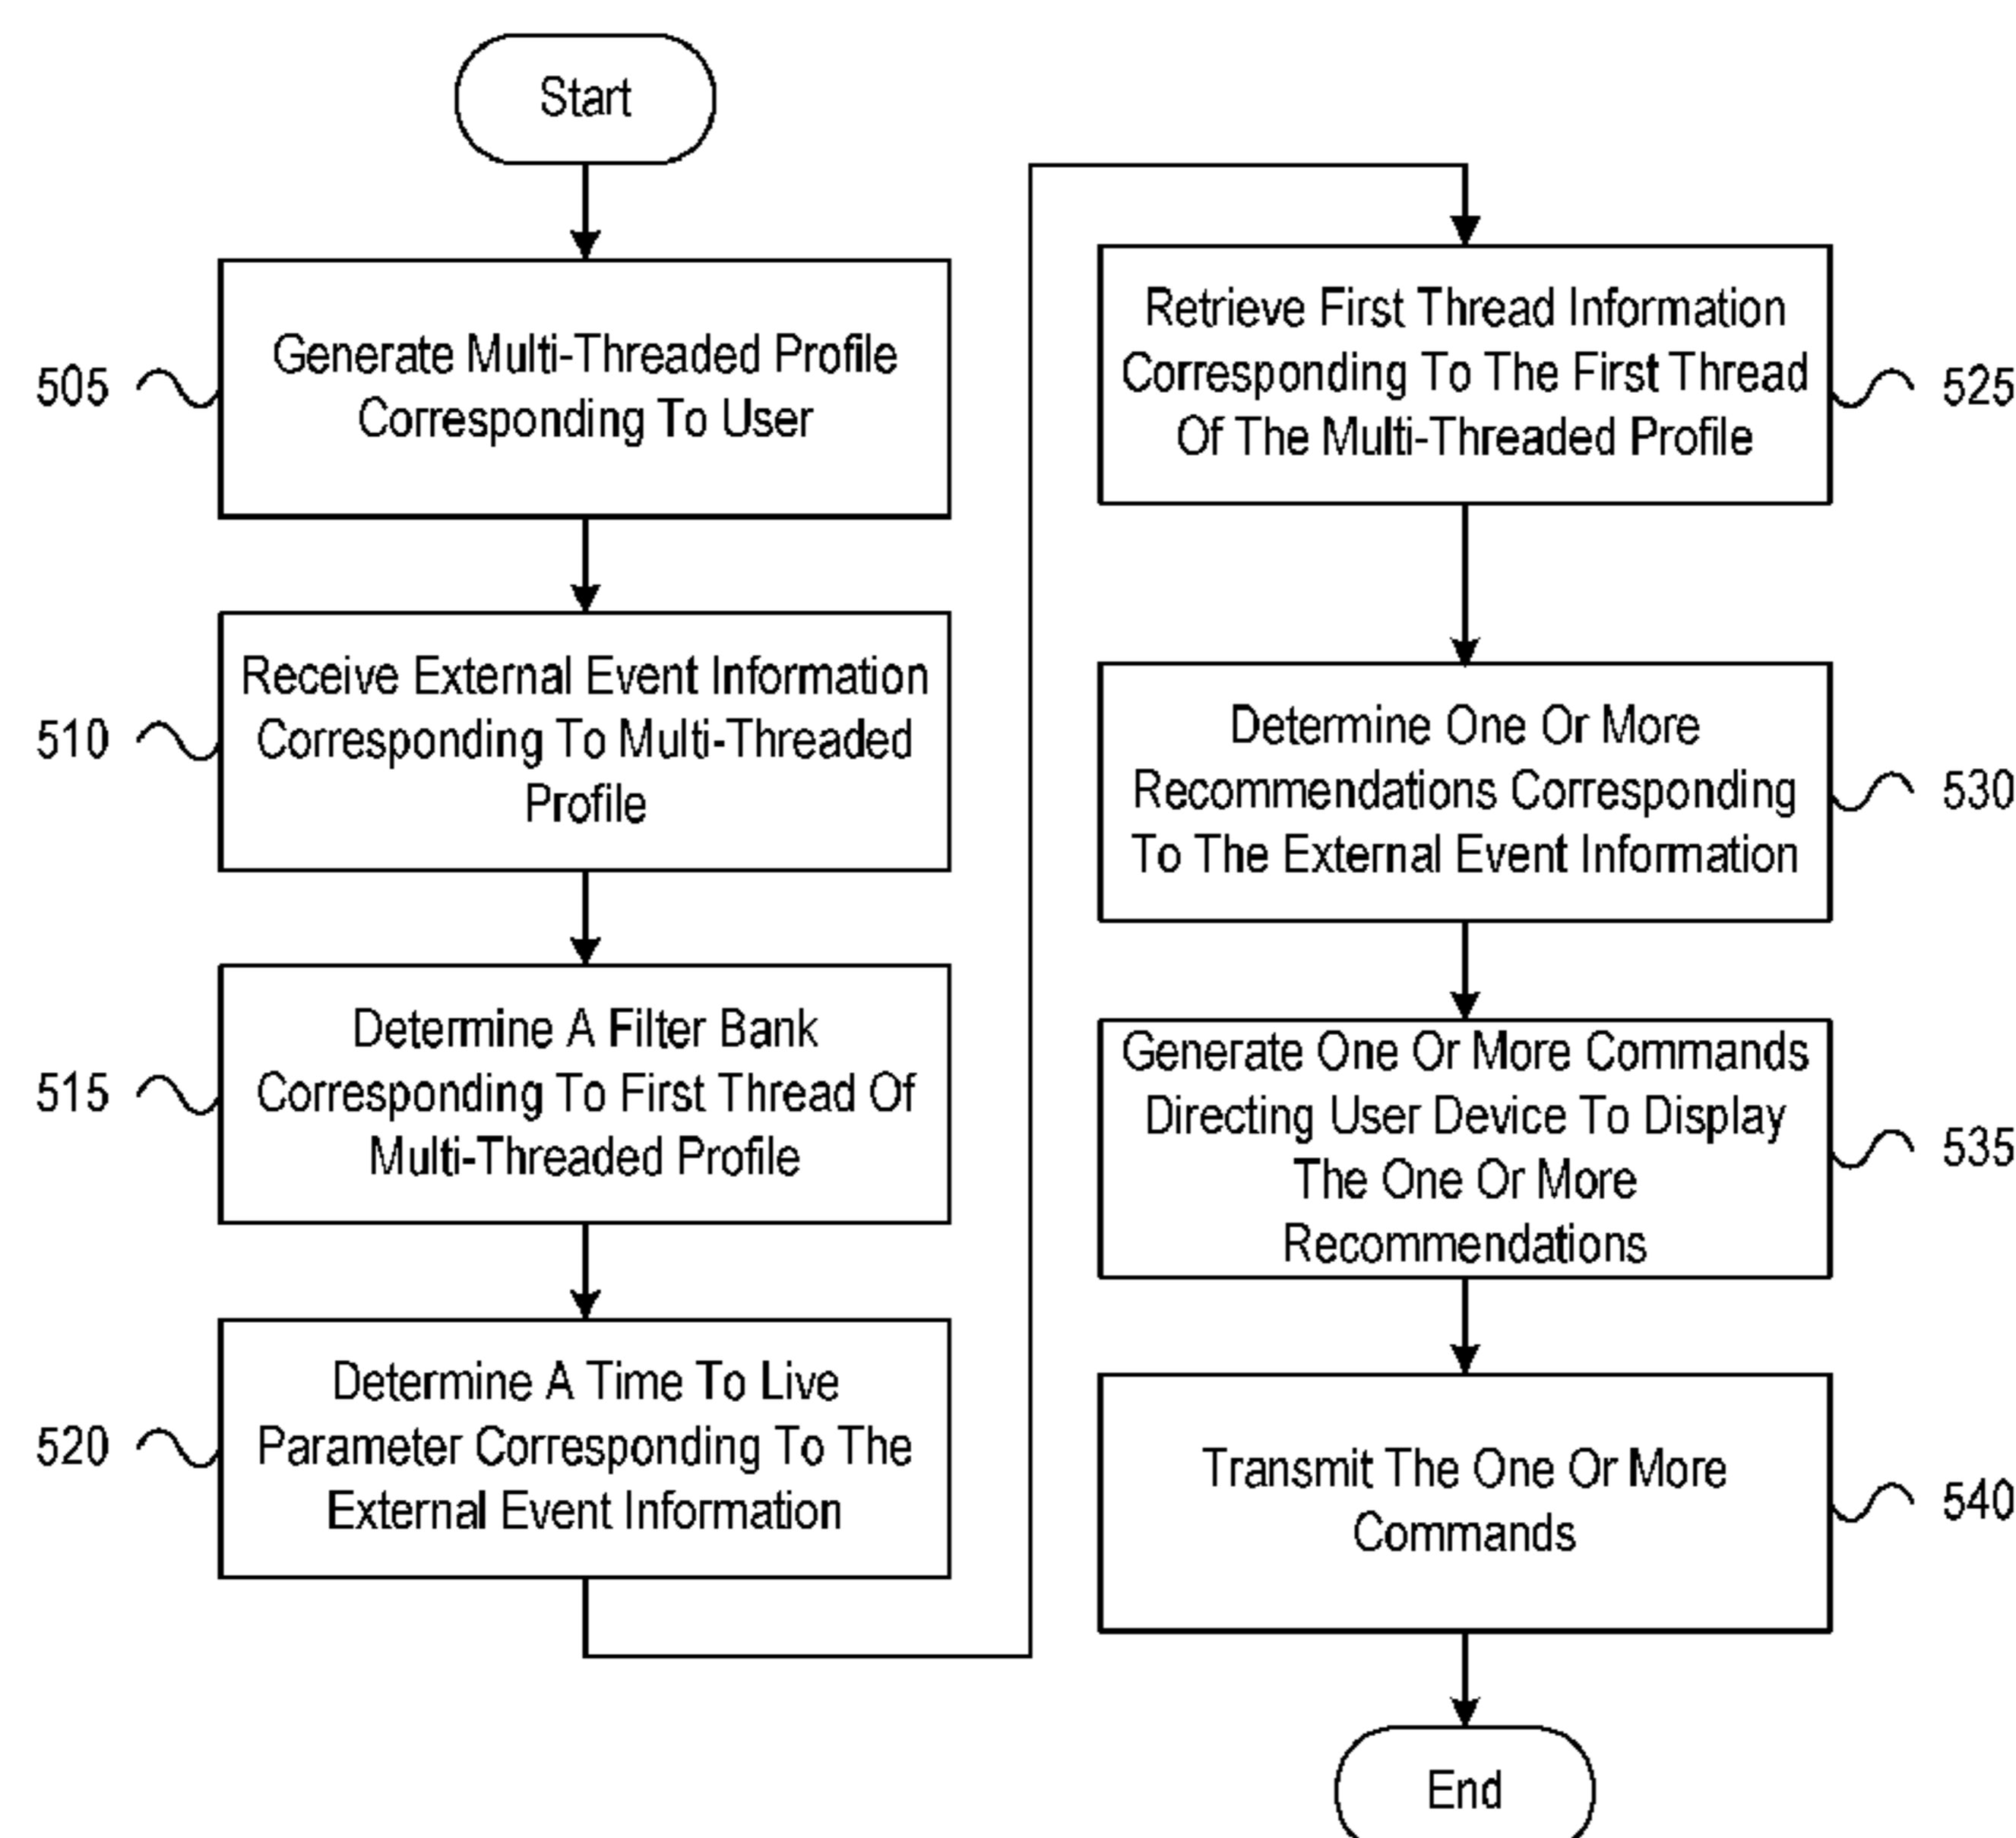 Start
505
Generate Multi-Threaded Profile
Corresponding To User
510
Receive External Event Information
Corresponding To Multi-Threaded
Profile
515
Determine A Filter Bank
Corresponding To First Thread Of
Multi-Threaded Profile
520
Determine A Time To Live
Parameter Corresponding To The
External Event Information
Retrieve First Thread Information
Corresponding To The First Thread
Of The Multi-Threaded Profile
525
Determine One Or More
Recommendations Corresponding
To The External Event Information
530
Generate One Or More Commands
Directing User Device To Display
The One Or More
Recommendations
535
Transmit The One Or More
Commands
540
End